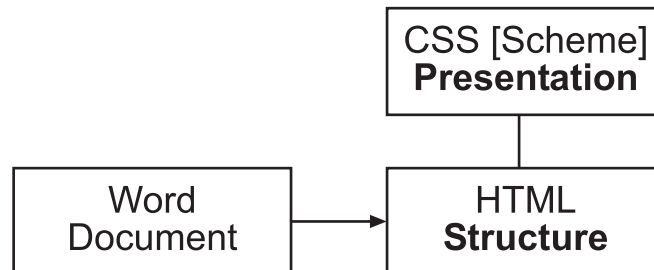 CSS [Scheme]
Presentation
Word
Document
HTML
Structure